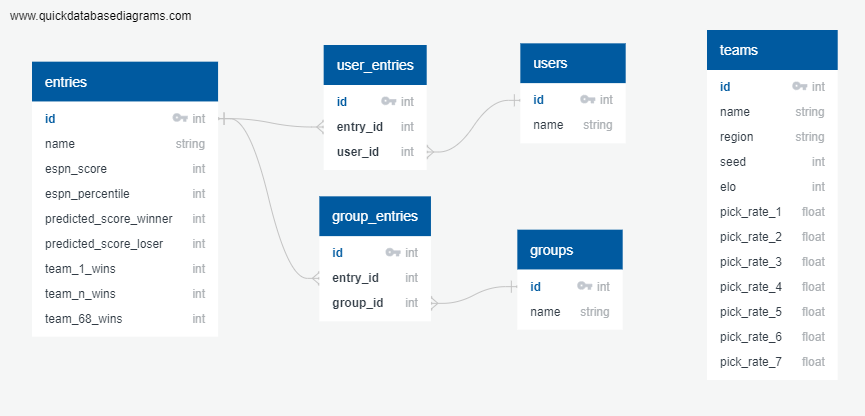 www.quickdatabasediagrams.com
entries
id int
name string
espn_score int
espn_percentile int
predicted_score_winner int
predicted_score_loser int
team_1_wins int
team_n_wins int
team_68_wins int
user_entries
id int
entry_id int
user_id int
group_entries
id int
entry_id int
group_id int
users
id int
name string
groups
id int
name string
teams
id int
name string
region string
seed int
elo int
pick_rate_1 float
pick_rate_2 float
pick_rate_3 float
pick_rate_4 float
pick_rate_5 float
pick_rate_6 float
pick_rate_7 float